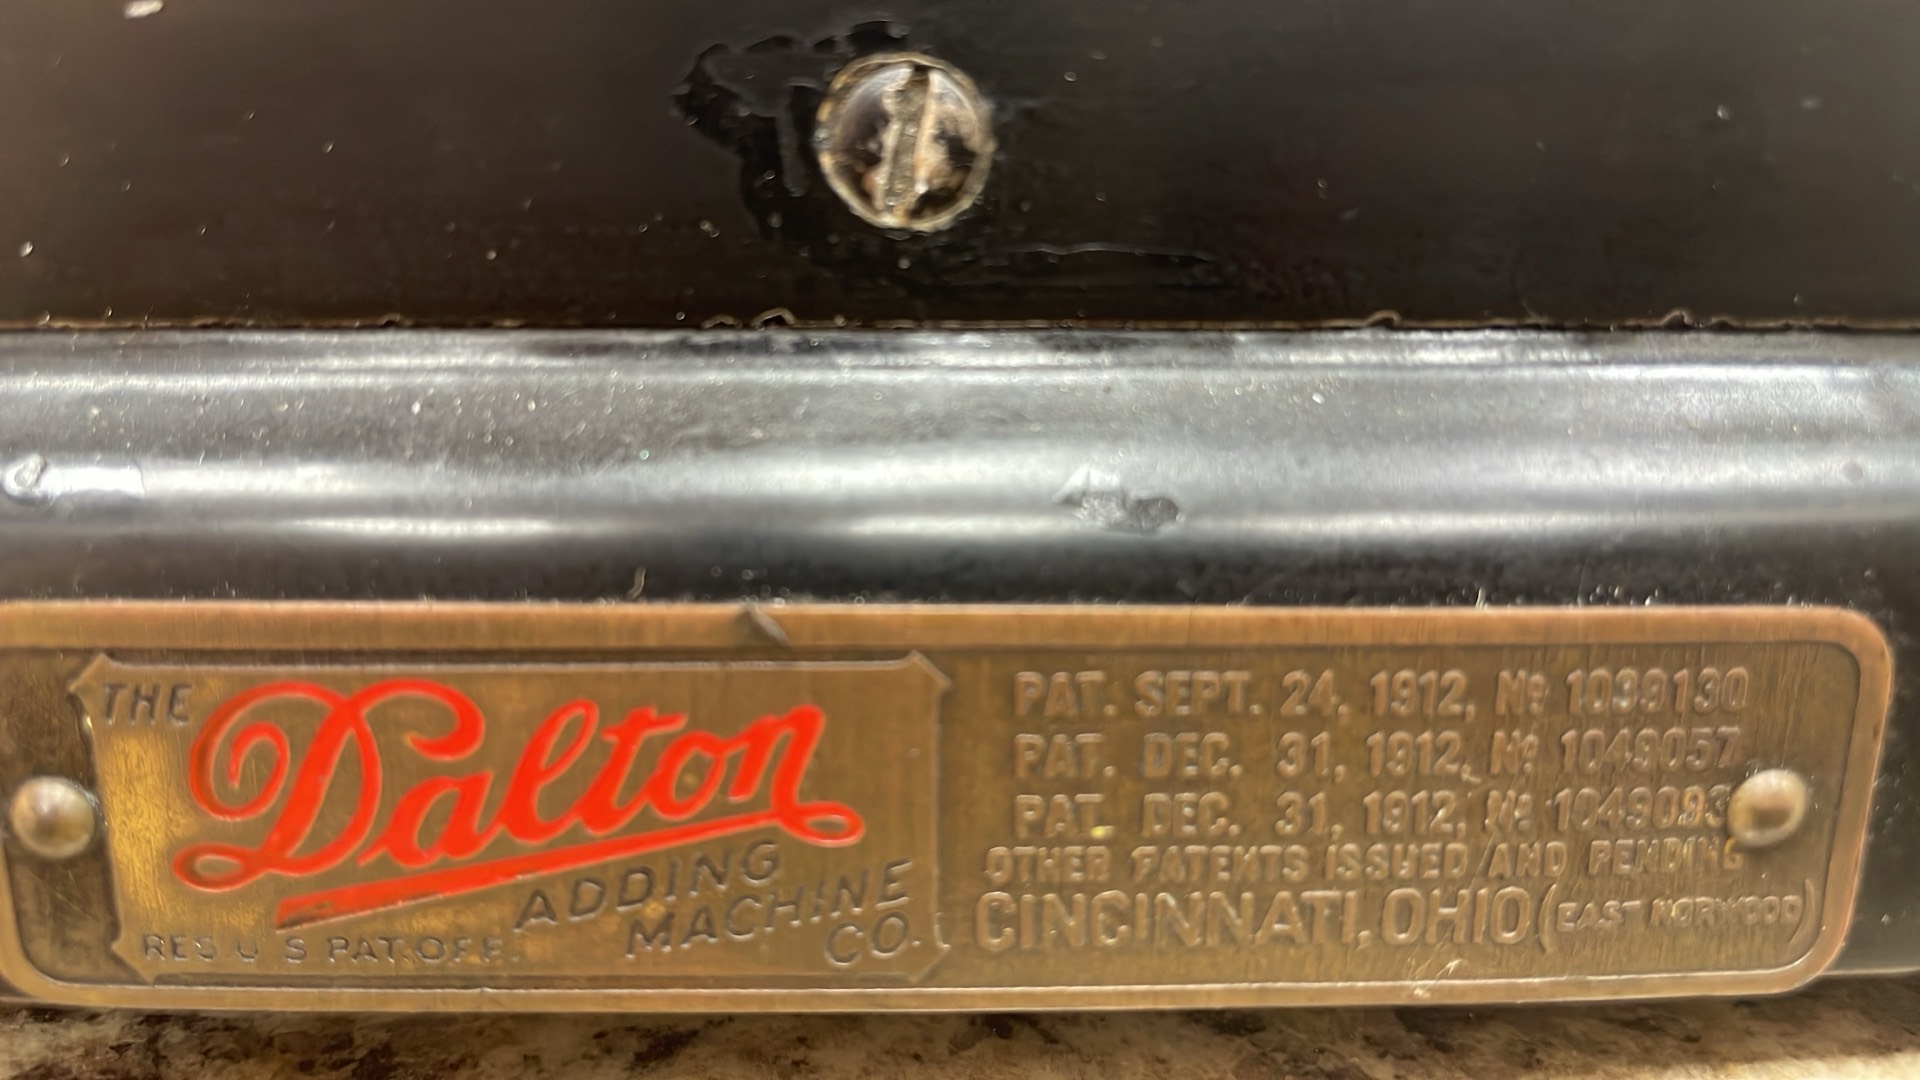 THE
Dalton
ADDING
MACHINE
CO.
REG. U S PAT. OFF.
PAT. SEPT. 24, 1912, Nº 1039130
PAT. DEC. 31, 1912, Nº 1049057
PAT. DEC. 31, 1912, Nº 1049093
OTHER PATENTS ISSUED AND PENDING
CINCINNATI, OHIO (EAST NORWOOD)